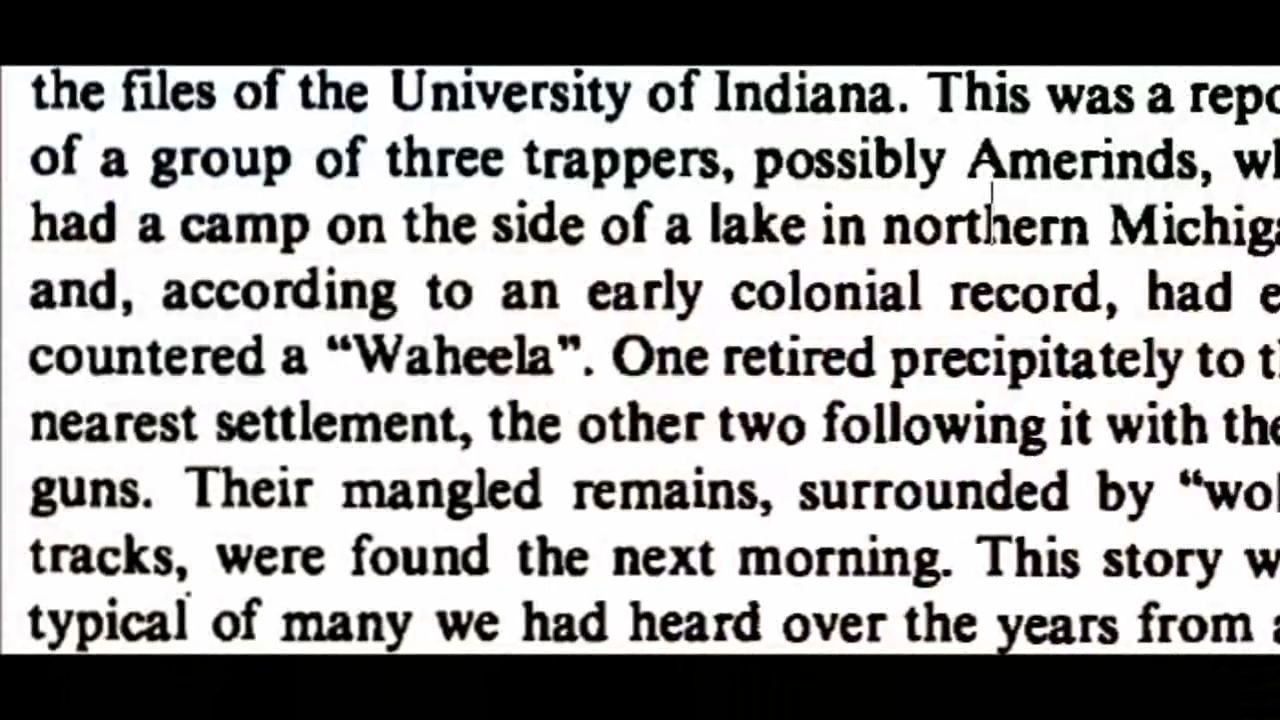 the files of the University of Indiana. This was a repo
of a group of three trappers, possibly Amerinds, wh
had a camp on the side of a lake in northern Michiga
and, according to an early colonial record, had e
countered a “Waheela”. One retired precipitately to th
nearest settlement, the other two following it with the
guns. Their mangled remains, surrounded by “wol
tracks, were found the next morning. This story w
typical of many we had heard over the years from a